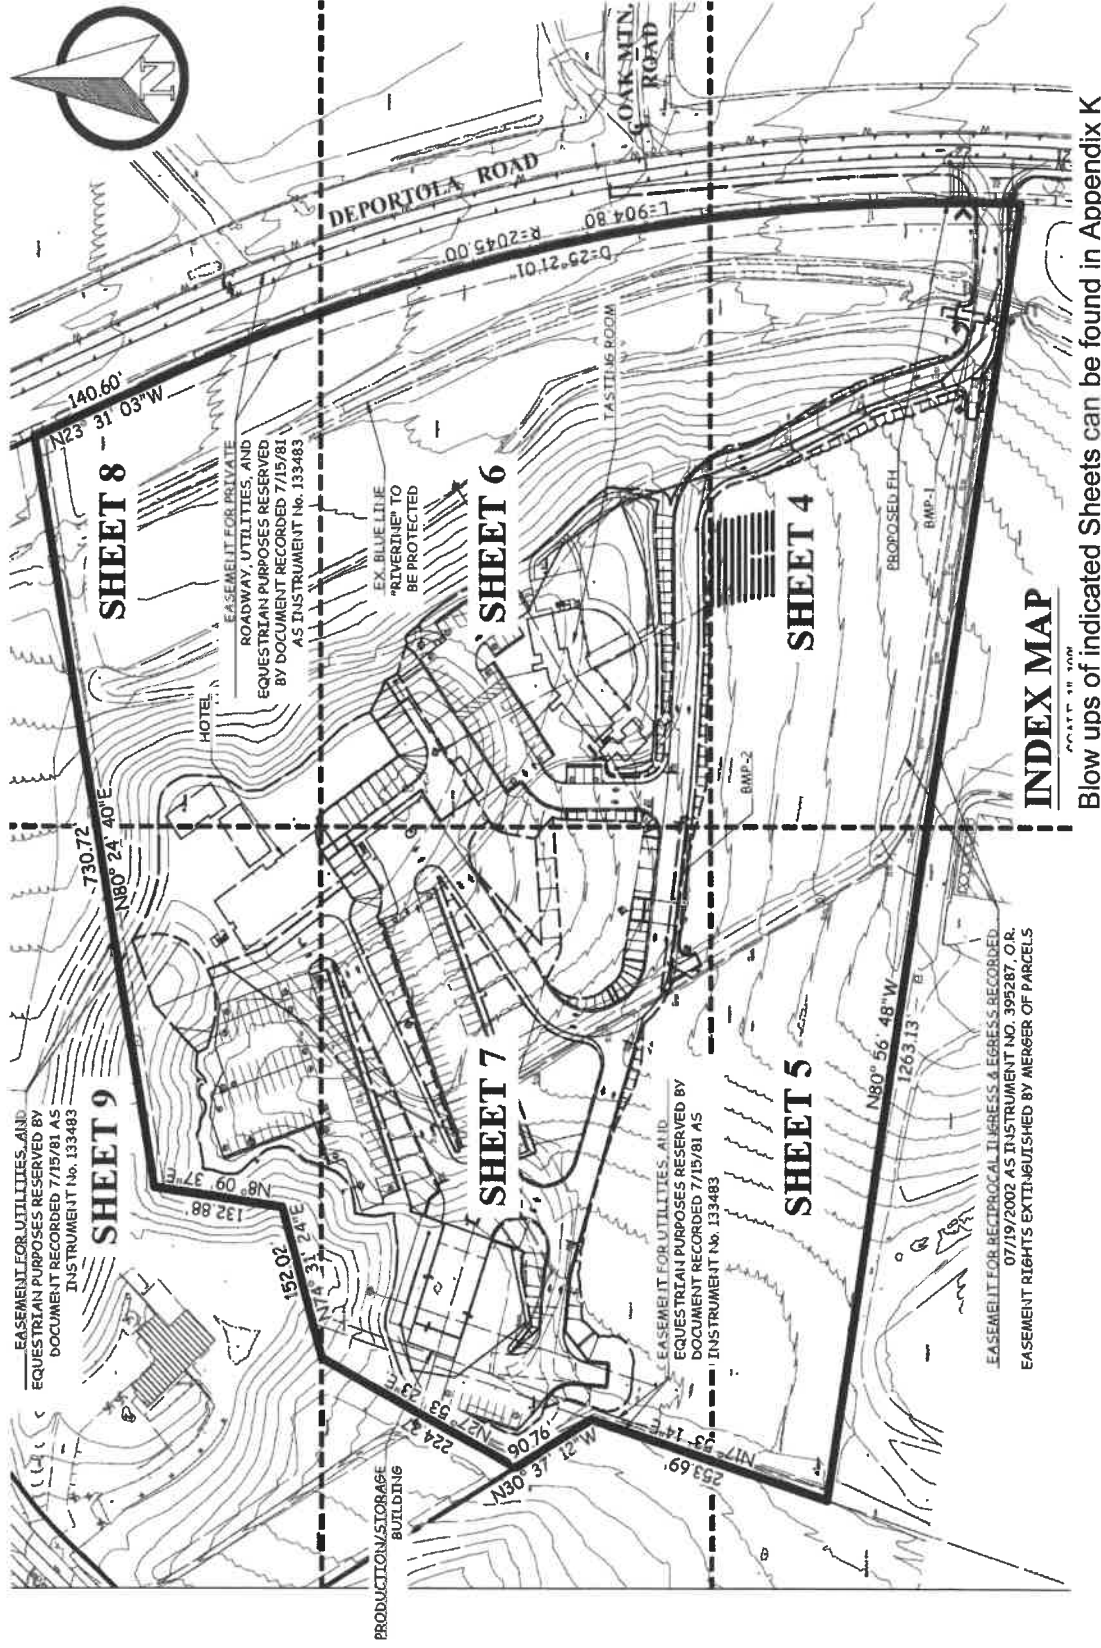 N
OAK MTN.
ROAD
DEPORTOLA ROAD
L=904.80'
R=2045.00'
D=25°21'01"
140.60'
N23° 31' 03"W
SHEET 8
EASEMENT FOR PRIVATE
ROADWAY, UTILITIES, AND
EQUESTRIAN PURPOSES RESERVED
BY DOCUMENT RECORDED 7/15/81
AS INSTRUMENT No. 133483
HOTEL
EX. BLUE LINE
"RIVERINE" TO
BE PROTECTED
TASTING ROOM
SHEET 6
SHEET 4
PROPOSED FH
BMP-1
BMP-2
730.72'
N80° 24' 40"E
EASEMENT FOR UTILITIES, AND
EQUESTRIAN PURPOSES RESERVED BY
DOCUMENT RECORDED 7/15/81 AS
INSTRUMENT No. 133483
SHEET 9
N8° 09' 37"E
132.88'
152.02'
N74° 31' 24"E
SHEET 7
224.37'
N27° 53' 23"E
90.76'
N30° 37' 12"W
PRODUCTION/STORAGE
BUILDING
EASEMENT FOR UTILITIES, AND
EQUESTRIAN PURPOSES RESERVED BY
DOCUMENT RECORDED 7/15/81 AS
INSTRUMENT No. 133483
N17° 53' 14"E
253.69'
SHEET 5
N80° 56' 48"W
1263.13'
EASEMENT FOR RECIPROCAL INGRESS & EGRESS RECORDED
07/19/2002 AS INSTRUMENT NO. 395287, O.R.
EASEMENT RIGHTS EXTINGUISHED BY MERGER OF PARCELS
INDEX MAP
Blow ups of indicated Sheets can be found in Appendix K